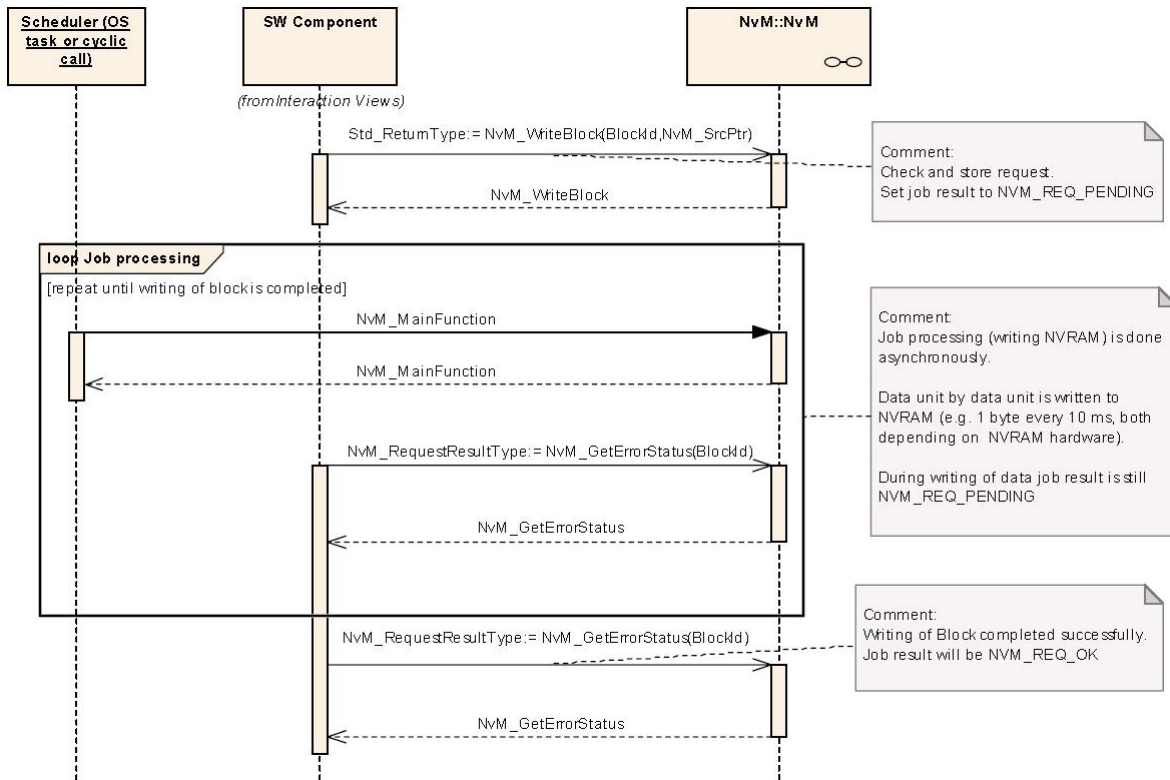 Scheduler (OS
task or cyclic
call)
SW Component
NvM::NvM
(fromInteraction Views)
Std_ReturnType:= NvM_WriteBlock(BlockId,NvM_SrcPtr)
Comment:
Check and store request.
Set job result to NVM_REQ_PENDING
NvM_WriteBlock
loop Job processing
[repeat until writing of block is completed]
NvM_MainFunction
NvM_MainFunction
Comment:
Job processing (writing NVRAM) is done
asynchronously.
Data unit by data unit is written to
NVRAM (e.g. 1 byte every 10 ms, both
depending on NVRAM hardware).
During writing of data job result is still
NVM_REQ_PENDING
NvM_RequestResultType:= NvM_GetErrorStatus(BlockId)
NvM_GetErrorStatus
NvM_RequestResultType:= NvM_GetErrorStatus(BlockId)
Comment:
Writing of Block completed successfully.
Job result will be NVM_REQ_OK
NvM_GetErrorStatus